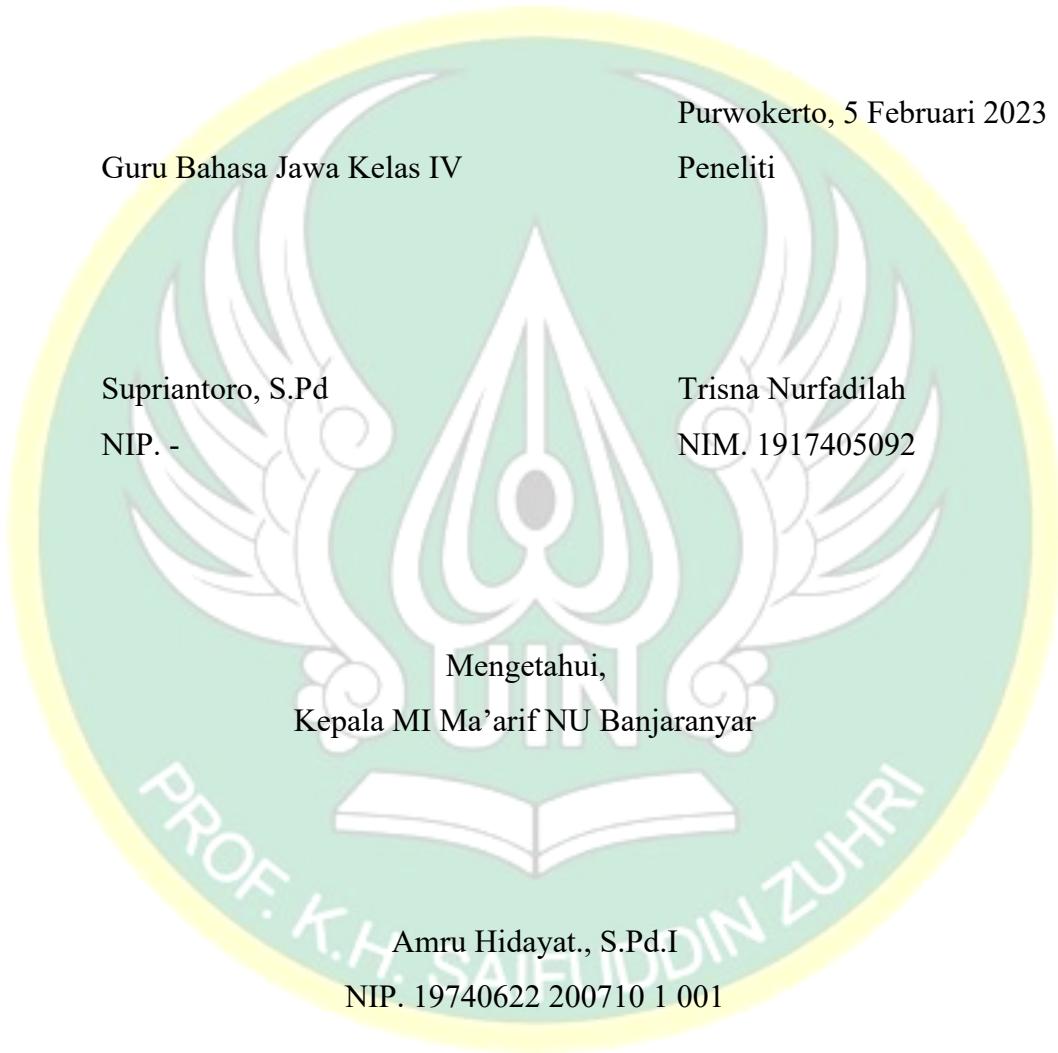 Purwokerto, 5 Februari 2023
Guru Bahasa Jawa Kelas IV
Peneliti
Supriantoro, S.Pd
Trisna Nurfadilah
NIP. -
NIM. 1917405092
Mengetahui,
Kepala MI Ma’arif NU Banjaranyar
UIN
Amru Hidayat., S.Pd.I
NIP. 19740622 200710 1 001
PROF. K.H. SAIFUDDIN ZUHRI